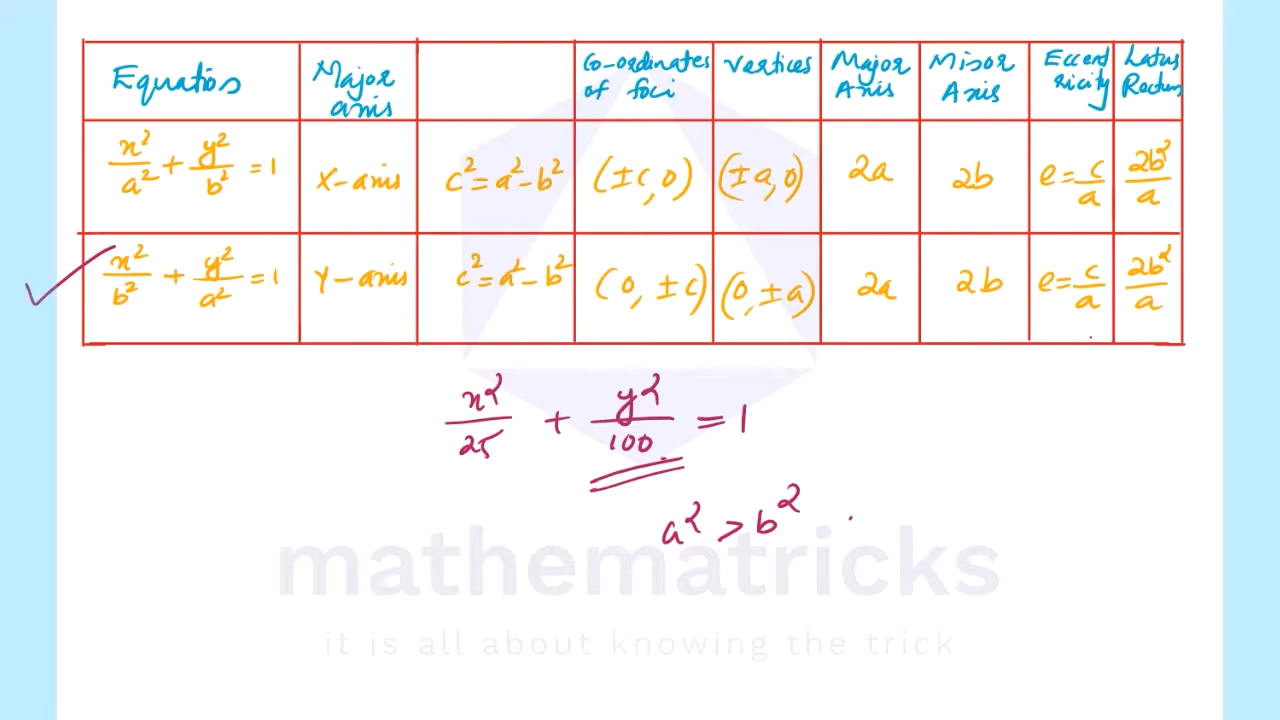 Equation | Major axis | | Co-ordinates of foci | Vertices | Major Axis | Minor Axis | Eccentricity | Latus Rectum
x²/a² + y²/b² = 1 | X-axis | c² = a² - b² | (±c, 0) | (±a, 0) | 2a | 2b | e = c/a | 2b²/a
x²/b² + y²/a² = 1 | Y-axis | c² = a² - b² | (0, ±c) | (0, ±a) | 2a | 2b | e = c/a | 2b²/a
x²/25 + y²/100 = 1
a² > b²
mathematricks
it is all about knowing the trick